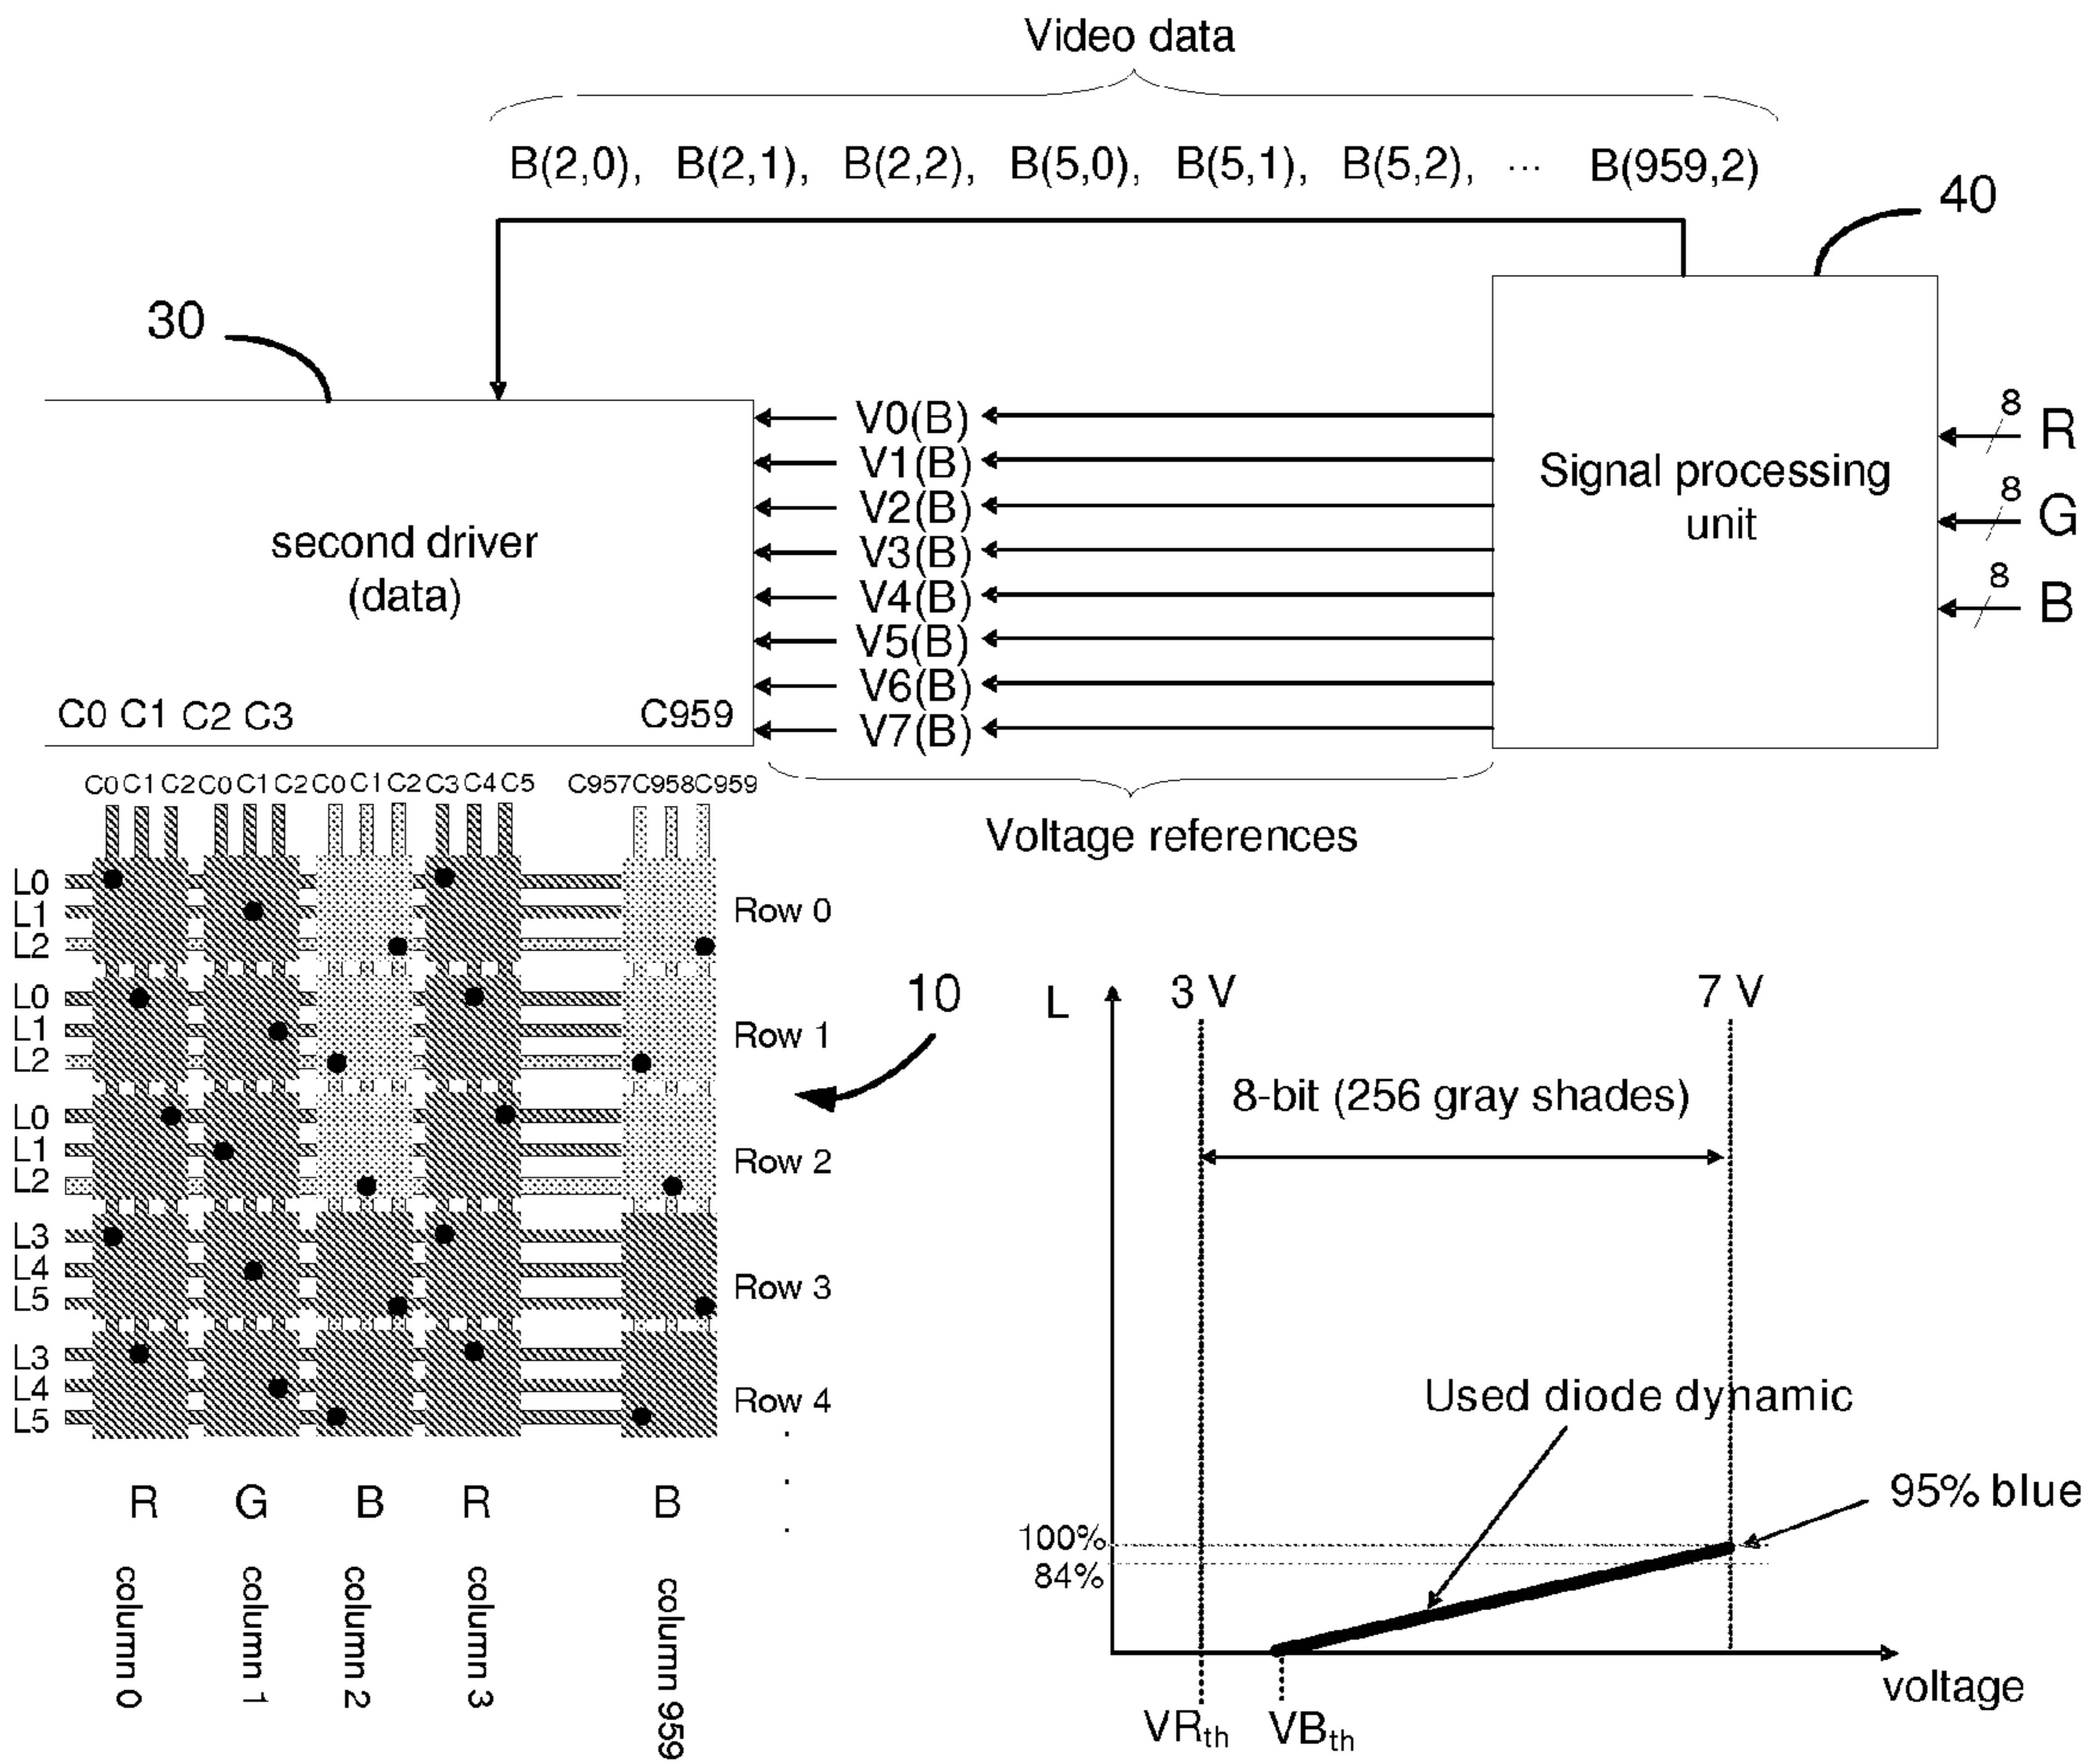 Video data
B(2,0), B(2,1), B(2,2), B(5,0), B(5,1), B(5,2), ... B(959,2)
40
30
second driver
(data)
C0 C1 C2 C3 C959
V0(B)
V1(B)
V2(B)
V3(B)
V4(B)
V5(B)
V6(B)
V7(B)
Signal processing
unit
8 R
8 G
8 B
Voltage references
C0 C1 C2 C0 C1 C2 C0 C1 C2 C3 C4 C5 C957 C958 C959
L0
L1 Row 0
L2
L0
L1 Row 1
L2
L0
L1 Row 2
L2
L3
L4 Row 3
L5
L3
L4 Row 4
L5
R G B R B
column 0
column 1
column 2
column 3
column 959
10
L
3 V 7 V
8-bit (256 gray shades)
Used diode dynamic
95% blue
100%
84%
voltage
VRth VBth